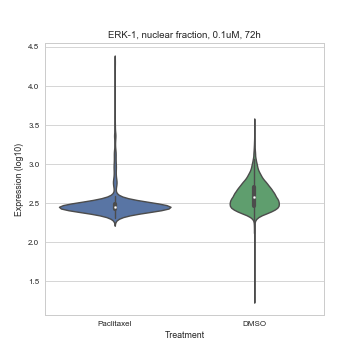 ERK-1, nuclear fraction, 0.1uM, 72h
4.5
4.0
3.5
3.0
2.5
2.0
1.5
Expression (log10)
Paclitaxel DMSO
Treatment